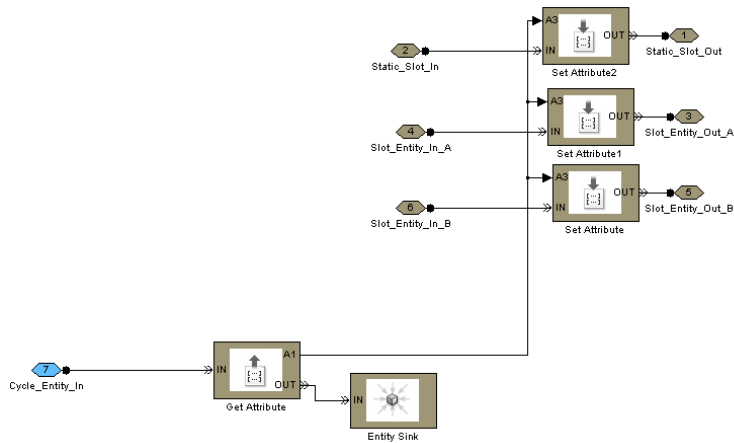 A3
OUT
1
2
IN
Static_Slot_In
Static_Slot_Out
Set Attribute2
A3
OUT
3
4
IN
Slot_Entity_In_A
Slot_Entity_Out_A
Set Attribute1
A3
OUT
5
6
IN
Slot_Entity_In_B
Slot_Entity_Out_B
Set Attribute
A1
7
IN
Cycle_Entity_In
OUT
IN
Get Attribute
Entity Sink